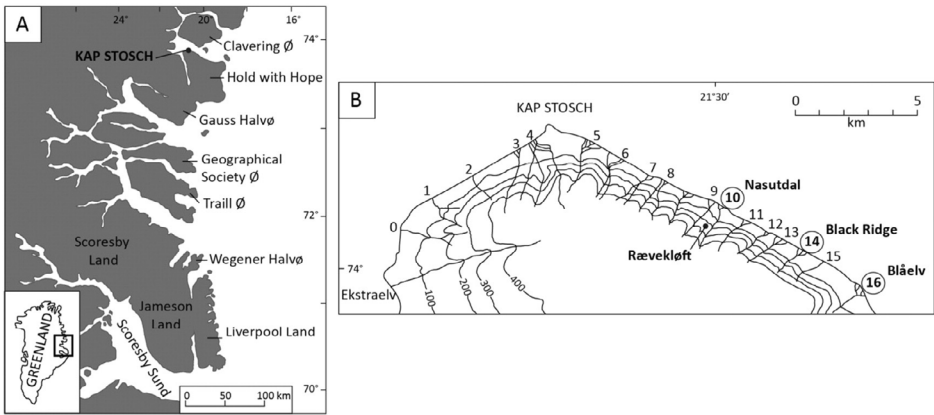 A
24°
20°
16°
74°
KAP STOSCH
Clavering Ø
Hold with Hope
Gauss Halvø
Geographical
Society Ø
Traill Ø
72°
Scoresby
Land
Wegener Halvø
Jameson
Land
Liverpool Land
Scoresby Sund
GREENLAND
70°
0 50 100 km
B
KAP STOSCH
21°30'
0 5
km
0
1
2
3
4
5
6
7
8
9
10
Nasutdal
11
12
13
14
Black Ridge
15
16
Blåelv
Rævekløft
74°
Ekstraelv
100
200
300
400